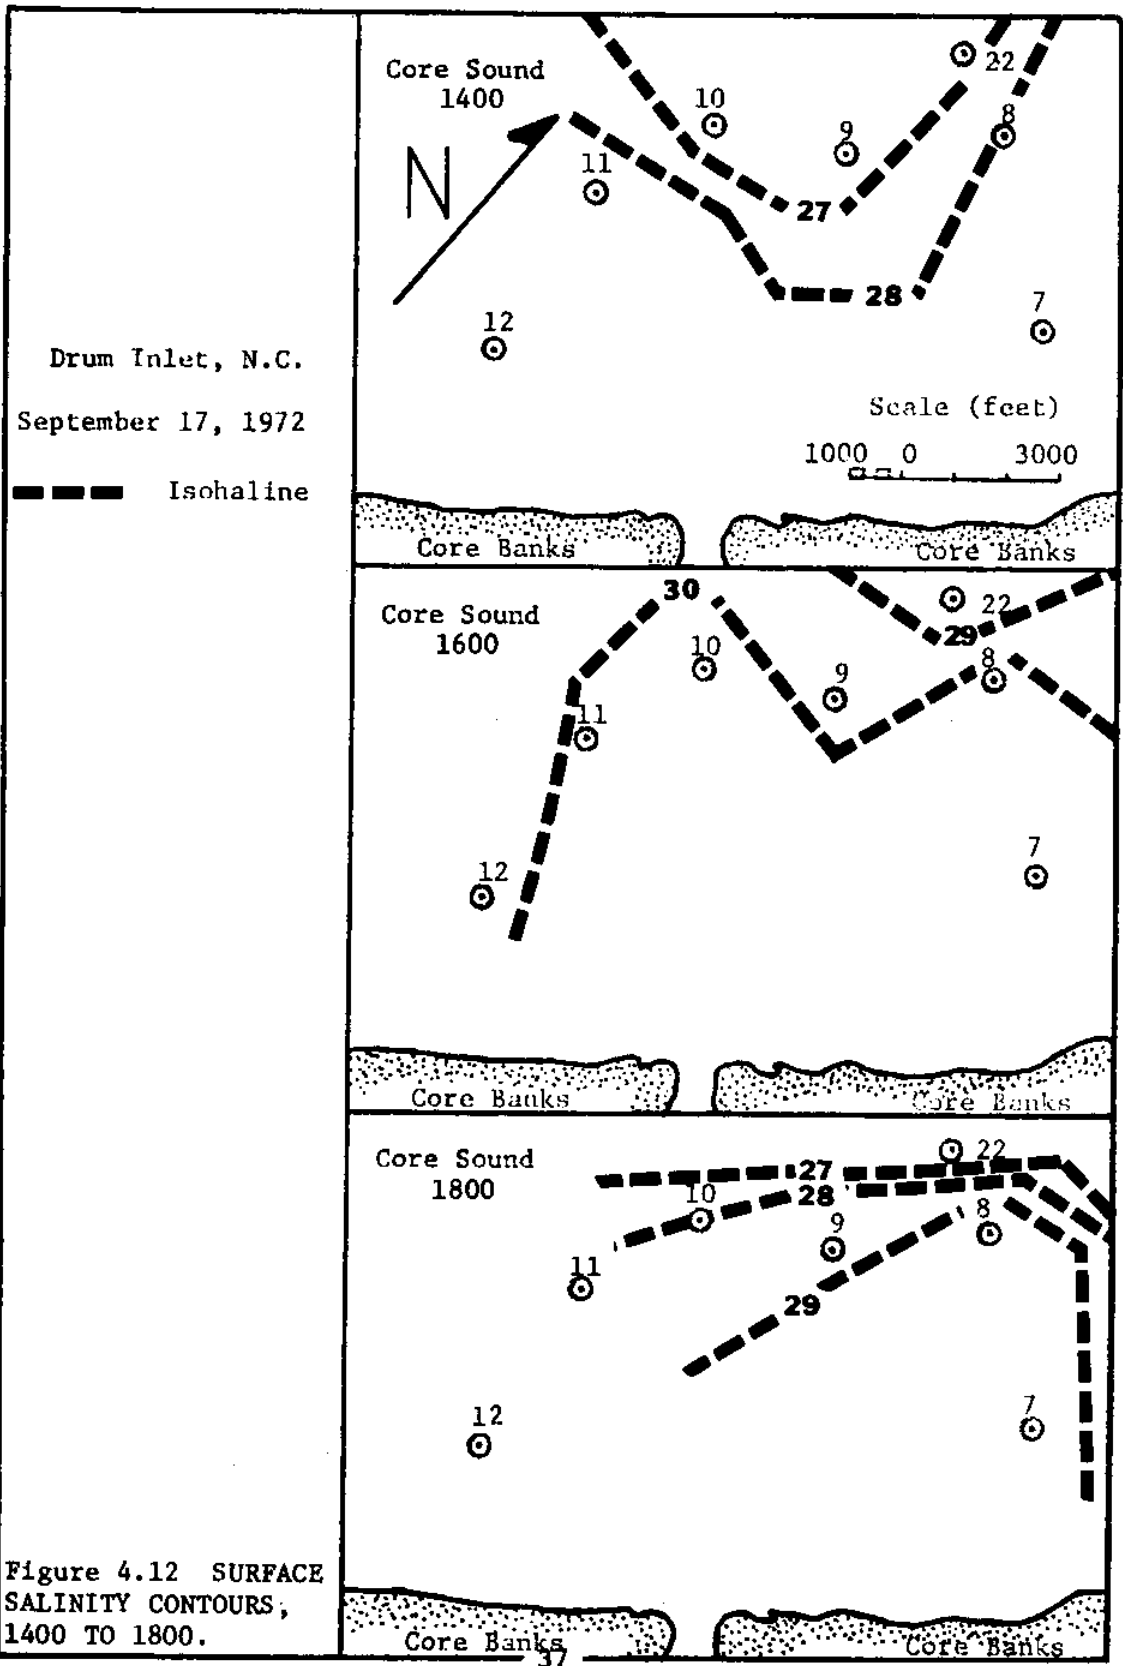 Drum Inlet, N.C.
September 17, 1972
Isohaline
Figure 4.12 SURFACE
SALINITY CONTOURS,
1400 TO 1800.
Core Sound
1400
N
10
9
22
8
11
27
28
7
12
Scale (feet)
1000 0 3000
Core Banks
Core Banks
Core Sound
1600
30
22
29
10
8
9
11
12
7
Core Banks
Core Banks
Core Sound
1800
22
27
10
28
8
9
11
29
12
7
Core Banks
Core Banks
37